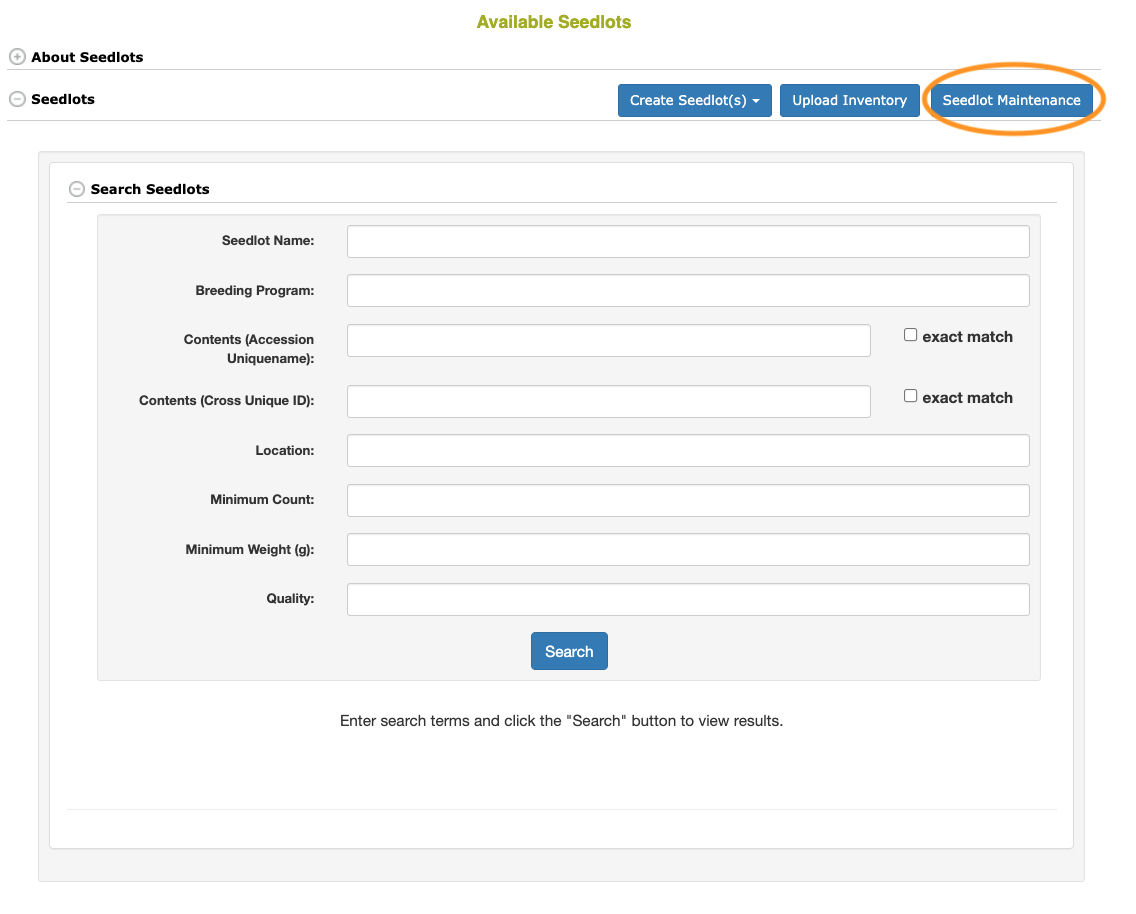 Available Seedlots
About Seedlots
Seedlots
Create Seedlot(s)
Upload Inventory
Seedlot Maintenance
Search Seedlots
Seedlot Name:
Breeding Program:
Contents (Accession
Uniquename):
exact match
Contents (Cross Unique ID):
exact match
Location:
Minimum Count:
Minimum Weight (g):
Quality:
Search
Enter search terms and click the "Search" button to view results.